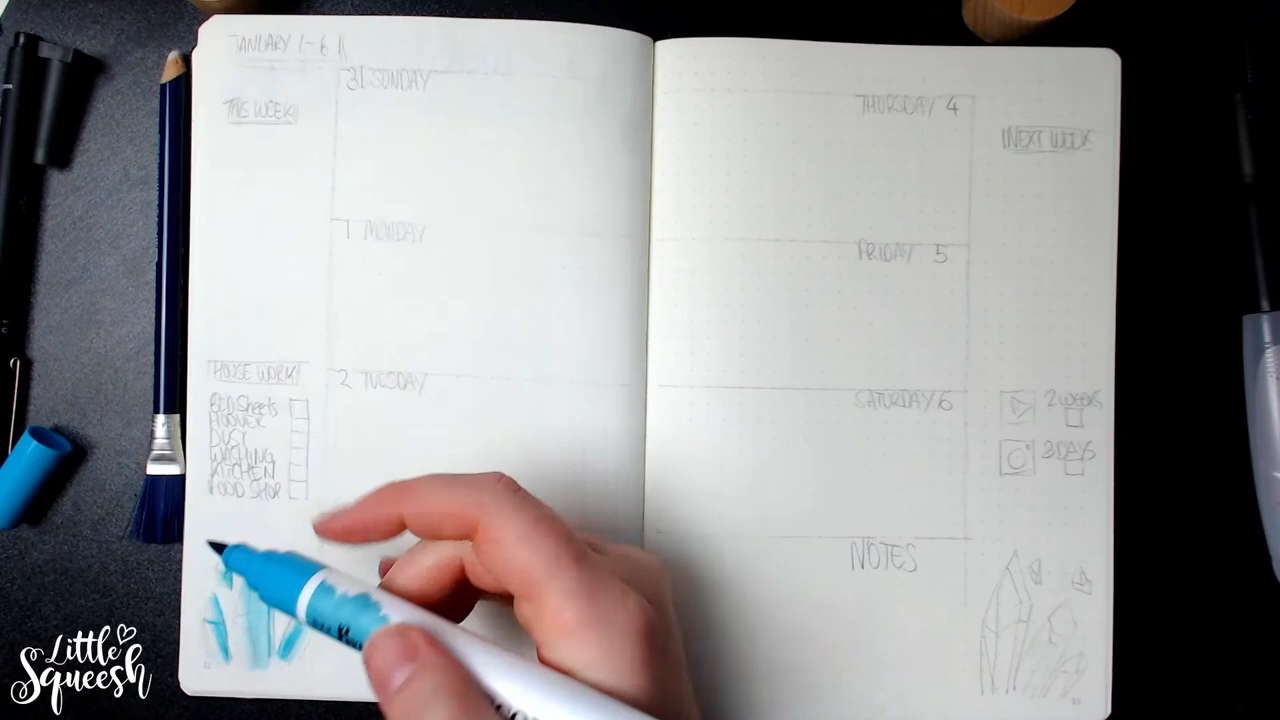 JANUARY 1-6
THIS WEEK
31 SUNDAY
1 MONDAY
HOUSE WORK
BED Sheets
HOOVER
DUST
WASHING
KITCHEN
FOOD SHOP
2 TUESDAY
THURSDAY 4
NEXT WEEK
FRIDAY 5
SATURDAY 6
2 WEEKS
3 DAYS
NOTES
Little
Squeesh